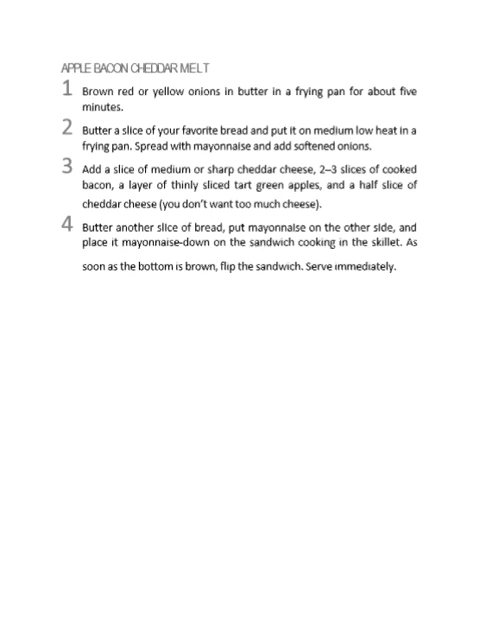 APPLE BACON CHEDDAR MELT
1 Brown red or yellow onions in butter in a frying pan for about five
minutes.
2 Butter a slice of your favorite bread and put it on medium low heat in a
frying pan. Spread with mayonnaise and add softened onions.
3 Add a slice of medium or sharp cheddar cheese, 2–3 slices of cooked
bacon, a layer of thinly sliced tart green apples, and a half slice of
cheddar cheese (you don't want too much cheese).
4 Butter another slice of bread, put mayonnaise on the other side, and
place it mayonnaise-down on the sandwich cooking in the skillet. As
soon as the bottom is brown, flip the sandwich. Serve immediately.